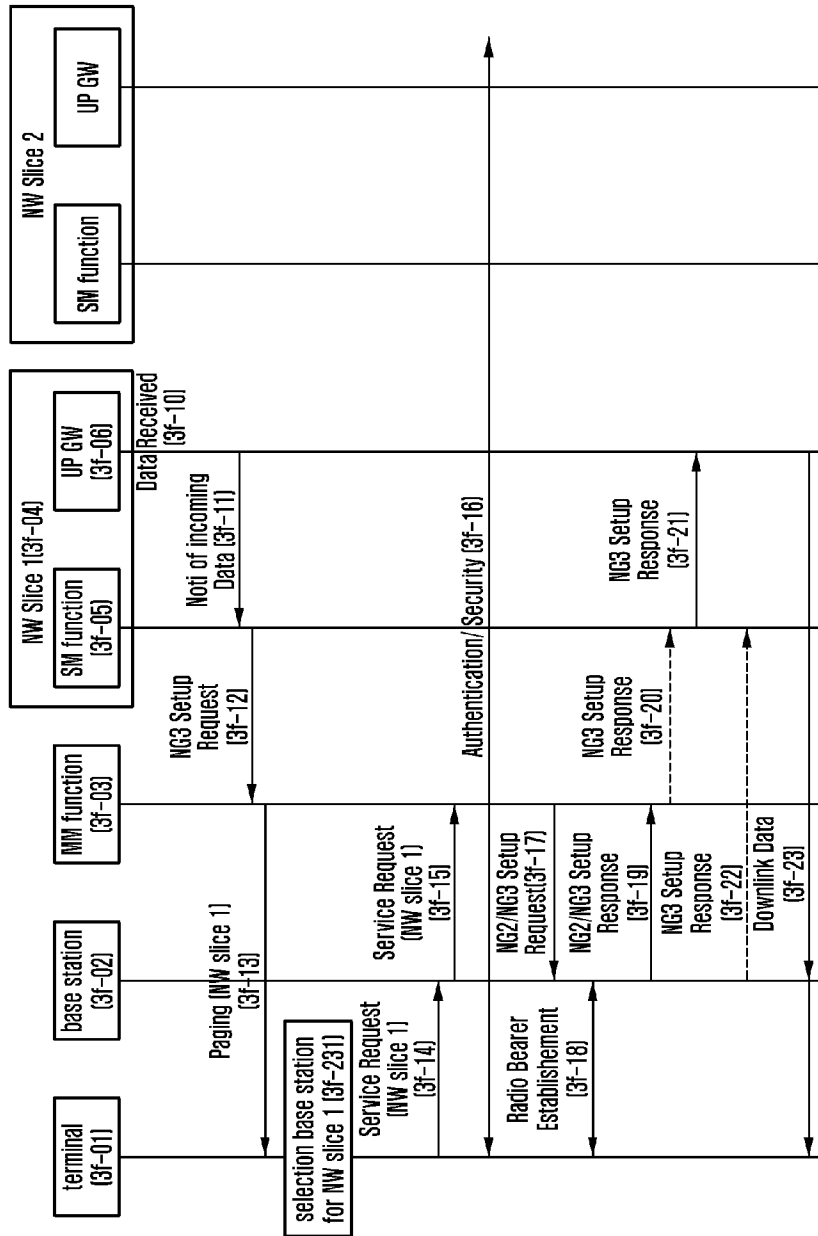 terminal
(3f-01)
base station
(3f-02)
MM function
(3f-03)
NW Slice 1(3f-04)
SM function
(3f-05)
UP GW
(3f-06)
NW Slice 2
SM function
UP GW
Data Received
(3f-10)
Noti of incoming
Data (3f-11)
NG3 Setup
Request
(3f-12)
Paging (NW slice 1)
(3f-13)
selection base station
for NW slice 1 (3f-231)
Service Request
(NW slice 1)
(3f-14)
Service Request
(NW slice 1)
(3f-15)
Authentication/Security (3f-16)
NG2/NG3 Setup
Request(3f-17)
Radio Bearer
Establishement
(3f-18)
NG2/NG3 Setup
Response
(3f-19)
NG3 Setup
Response
(3f-20)
NG3 Setup
Response
(3f-21)
NG3 Setup
Response
(3f-22)
Downlink Data
(3f-23)